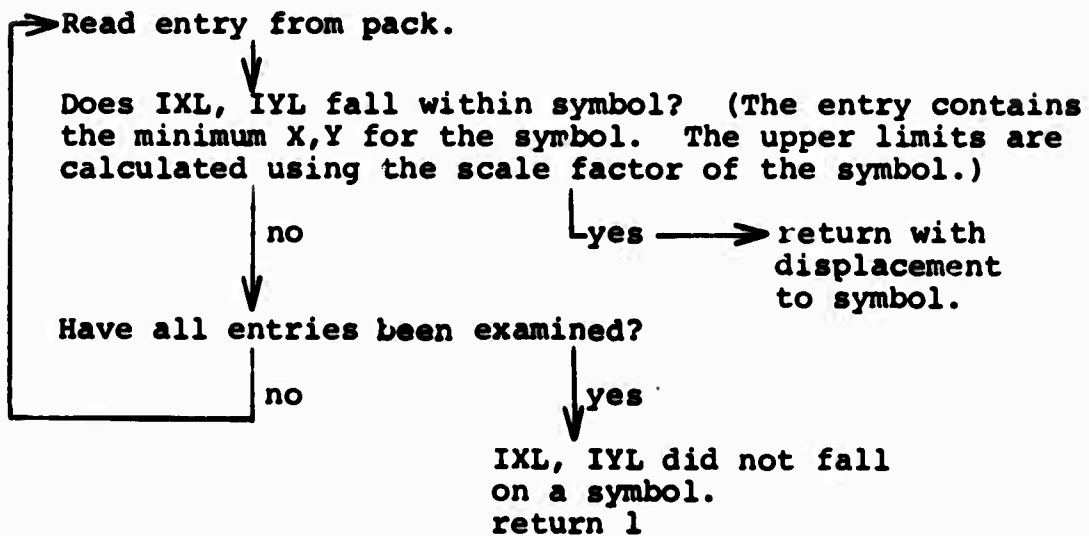 Read entry from pack.
Does IXL, IYL fall within symbol? (The entry contains
the minimum X,Y for the symbol. The upper limits are
calculated using the scale factor of the symbol.)
no
yes
return with
displacement
to symbol.
Have all entries been examined?
no
yes
IXL, IYL did not fall
on a symbol.
return 1